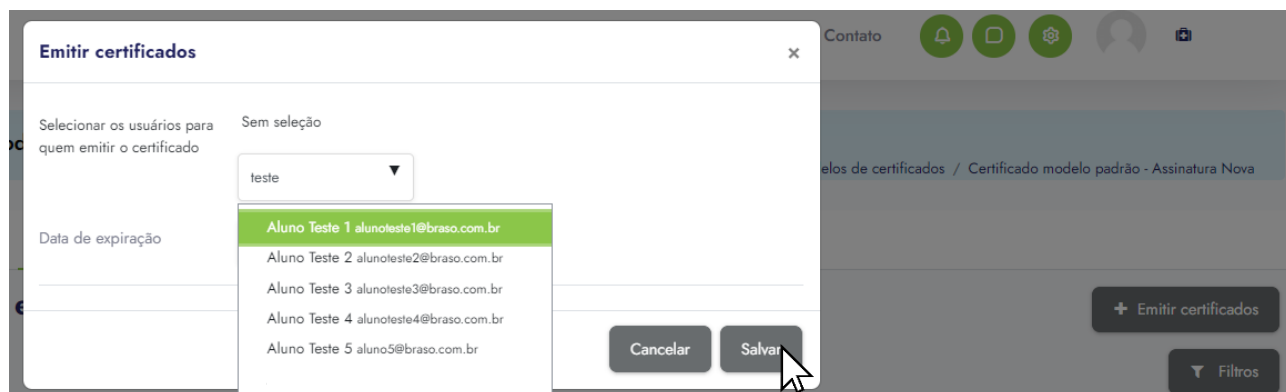 Contato
Emitir certificados
×
Selecionar os usuários para
quem emitir o certificado
Sem seleção
teste
elos de certificados / Certificado modelo padrão - Assinatura Nova
Data de expiração
Aluno Teste 1 alunoteste1@braso.com.br
Aluno Teste 2 alunoteste2@braso.com.br
Aluno Teste 3 alunoteste3@braso.com.br
Aluno Teste 4 alunoteste4@braso.com.br
Aluno Teste 5 aluno5@braso.com.br
+ Emitir certificados
Cancelar
Salvar
Filtros